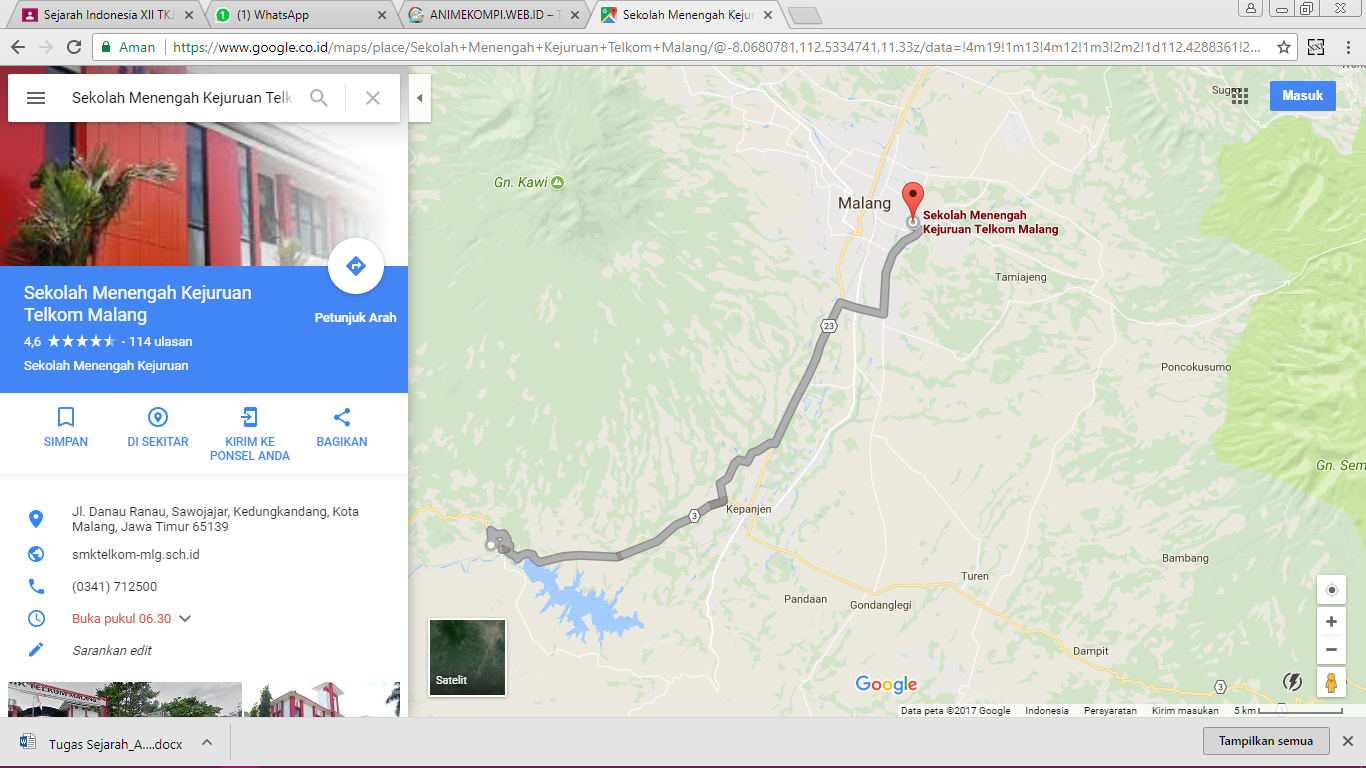 Sejarah Indonesia XII TKJ
(1) WhatsApp
ANIMEKOMPI.WEB.ID – T
Sekolah Menengah Kejur
Aman
https://www.google.co.id/maps/place/Sekolah+Menengah+Kejuruan+Telkom+Malang/@-8.0680781,112.5334741,11.33z/data=!4m19!1m13!4m12!1m3!2m2!1d112.4288361!2...
Sekolah Menengah Kejuruan Telk
Masuk
Sekolah Menengah Kejuruan
Telkom Malang
Petunjuk Arah
4,6 ★★★★★ · 114 ulasan
Sekolah Menengah Kejuruan
SIMPAN
DI SEKITAR
KIRIM KE
PONSEL ANDA
BAGIKAN
Jl. Danau Ranau, Sawojajar, Kedungkandang, Kota
Malang, Jawa Timur 65139
smktelkom-mlg.sch.id
(0341) 712500
Buka pukul 06.30
Sarankan edit
TELKOM MALANG
Gn. Kawi
Malang
Sekolah Menengah
Kejuruan Telkom Malang
Tamiajeng
23
Poncokusumo
Gn. Sem
3
Kepanjen
Bambang
Turen
Pandaan
Gondanglegi
Dampit
3
Satelit
Google
Data peta ©2017 Google
Indonesia
Persyaratan
Kirim masukan
5 km
Tugas Sejarah_A....docx
Tampilkan semua